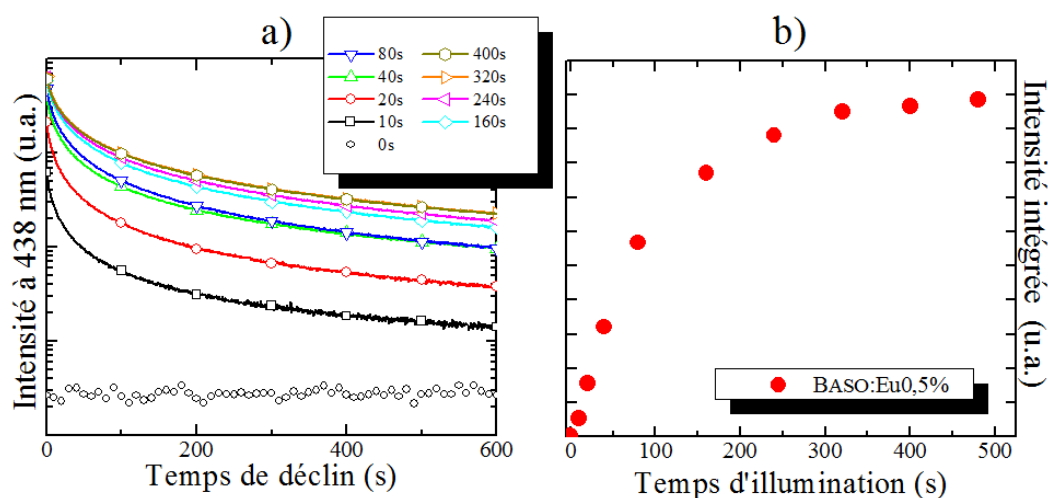 a)
80s 400s
40s 320s
20s 240s
10s 160s
0s
Intensité à 438 nm (u.a.)
0 200 400 600
Temps de déclin (s)
b)
Intensité intégrée (u.a.)
BASO:Eu0,5%
0 100 200 300 400 500
Temps d'illumination (s)